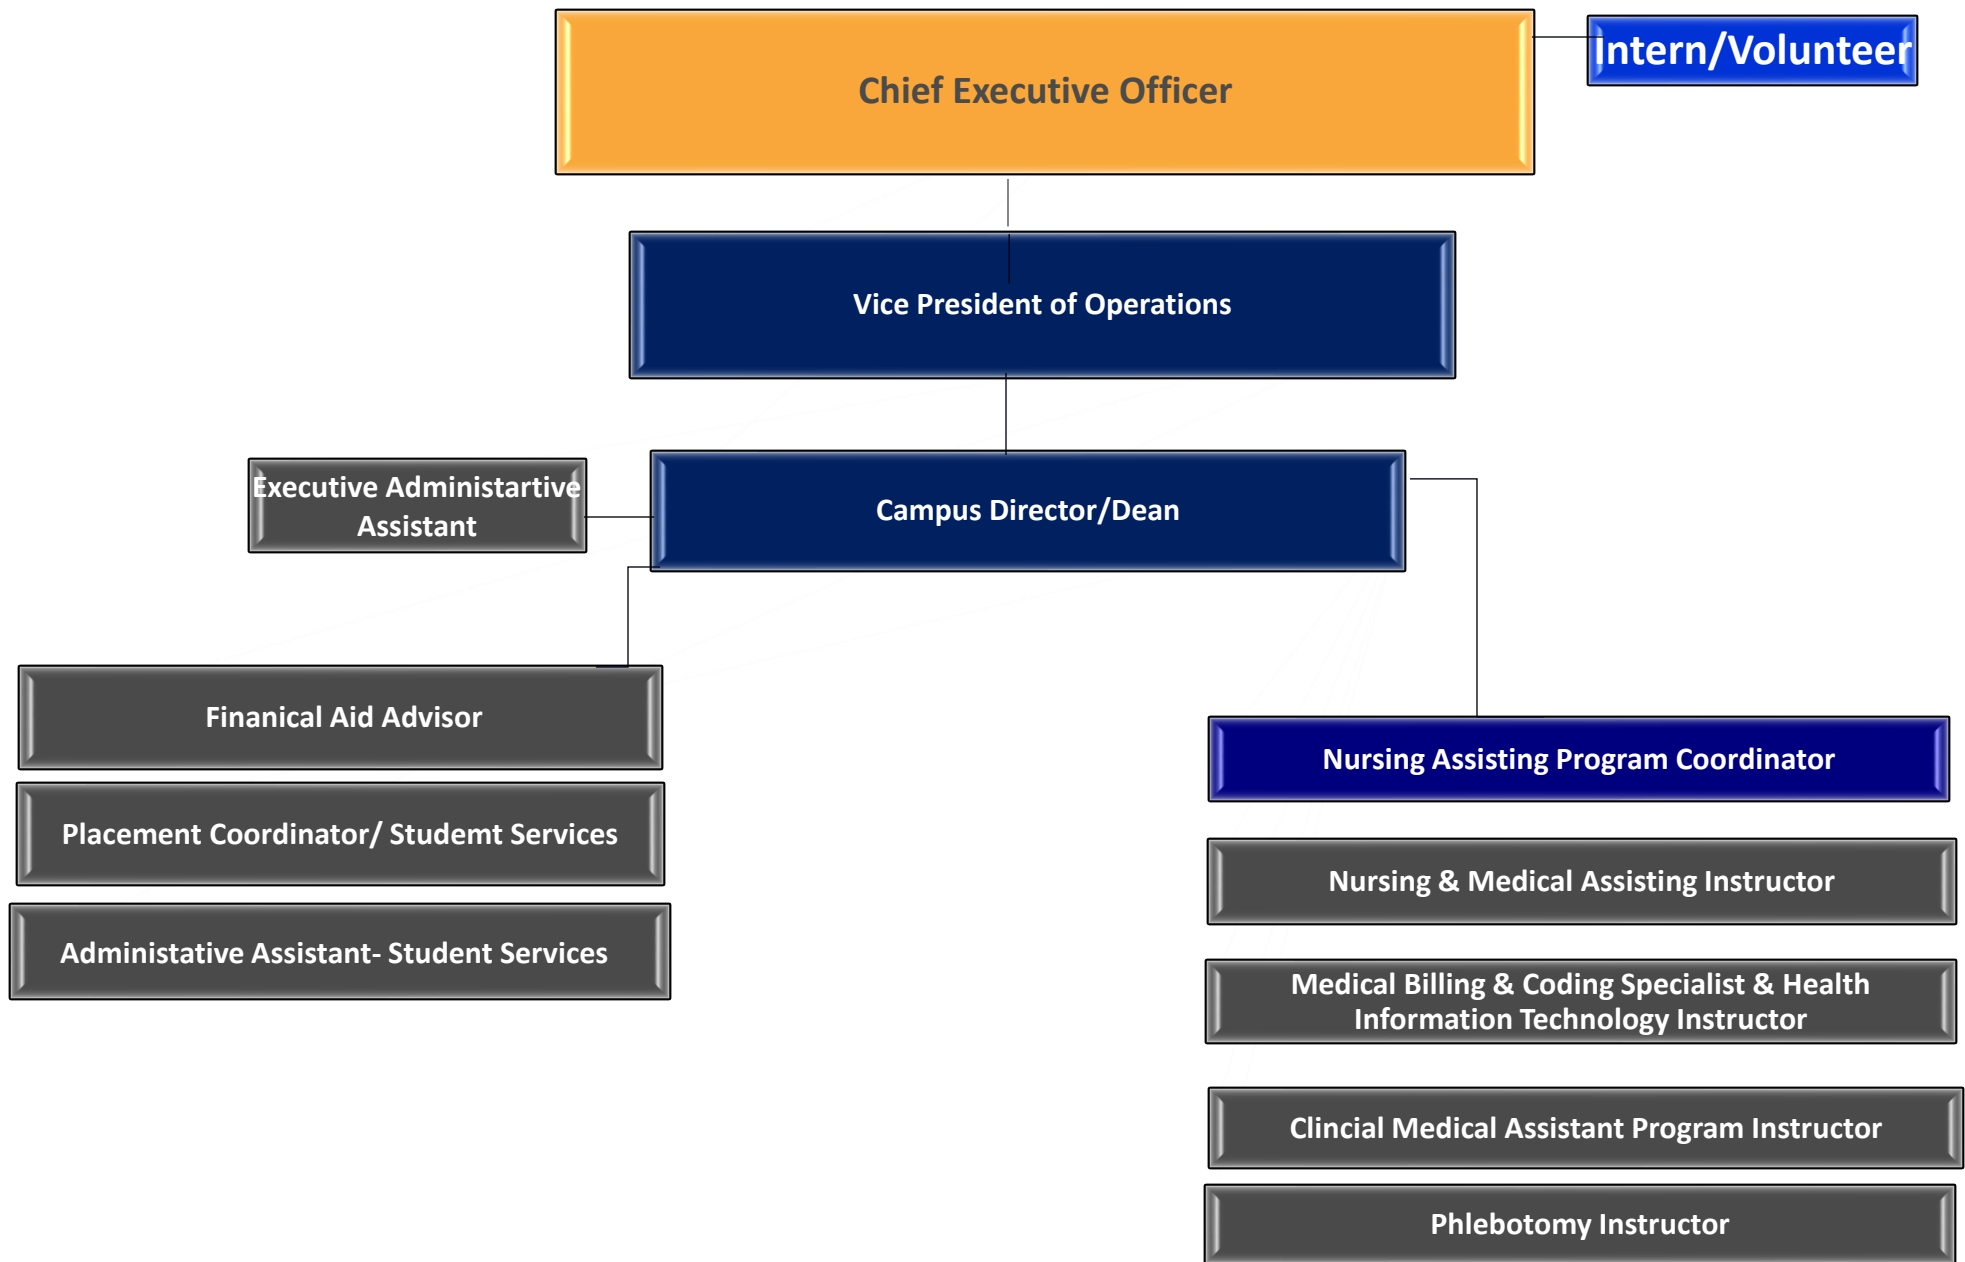 Chief Executive Officer
Intern/Volunteer
Vice President of Operations
Executive Administartive
Assistant
Campus Director/Dean
Finanical Aid Advisor
Placement Coordinator/ Studemt Services
Administative Assistant- Student Services
Nursing Assisting Program Coordinator
Nursing & Medical Assisting Instructor
Medical Billing & Coding Specialist & Health
Information Technology Instructor
Clincial Medical Assistant Program Instructor
Phlebotomy Instructor